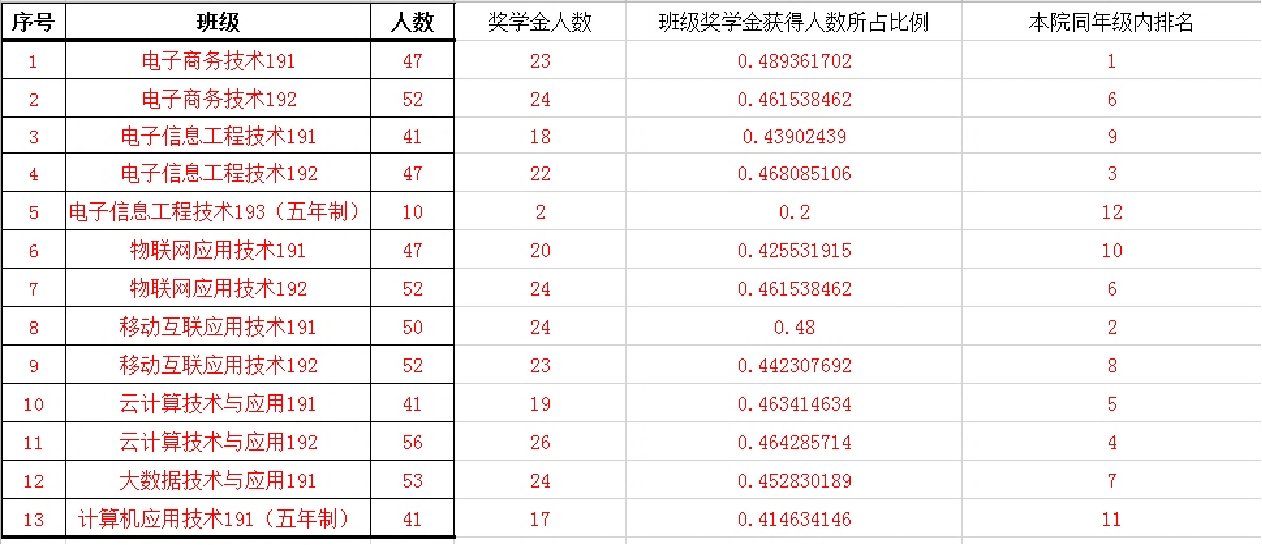 序号 班级 人数 奖学金人数 班级奖学金获得人数所占比例 本院同年级内排名
1 电子商务技术191 47 23 0.489361702 1
2 电子商务技术192 52 24 0.461538462 6
3 电子信息工程技术191 41 18 0.43902439 9
4 电子信息工程技术192 47 22 0.468085106 3
5 电子信息工程技术193（五年制） 10 2 0.2 12
6 物联网应用技术191 47 20 0.425531915 10
7 物联网应用技术192 52 24 0.461538462 6
8 移动互联应用技术191 50 24 0.48 2
9 移动互联应用技术192 52 23 0.442307692 8
10 云计算技术与应用191 41 19 0.463414634 5
11 云计算技术与应用192 56 26 0.464285714 4
12 大数据技术与应用191 53 24 0.452830189 7
13 计算机应用技术191（五年制） 41 17 0.414634146 11